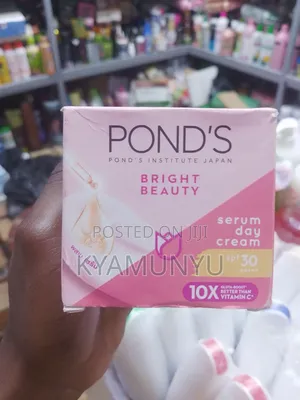 POND'S
POND'S INSTITUTE JAPAN
BRIGHT
BEAUTY
POSTED ON JIJI
KYAMUNYU
serum
day
cream
SPF 30
10X
BETTER THAN
VITAMIN C*